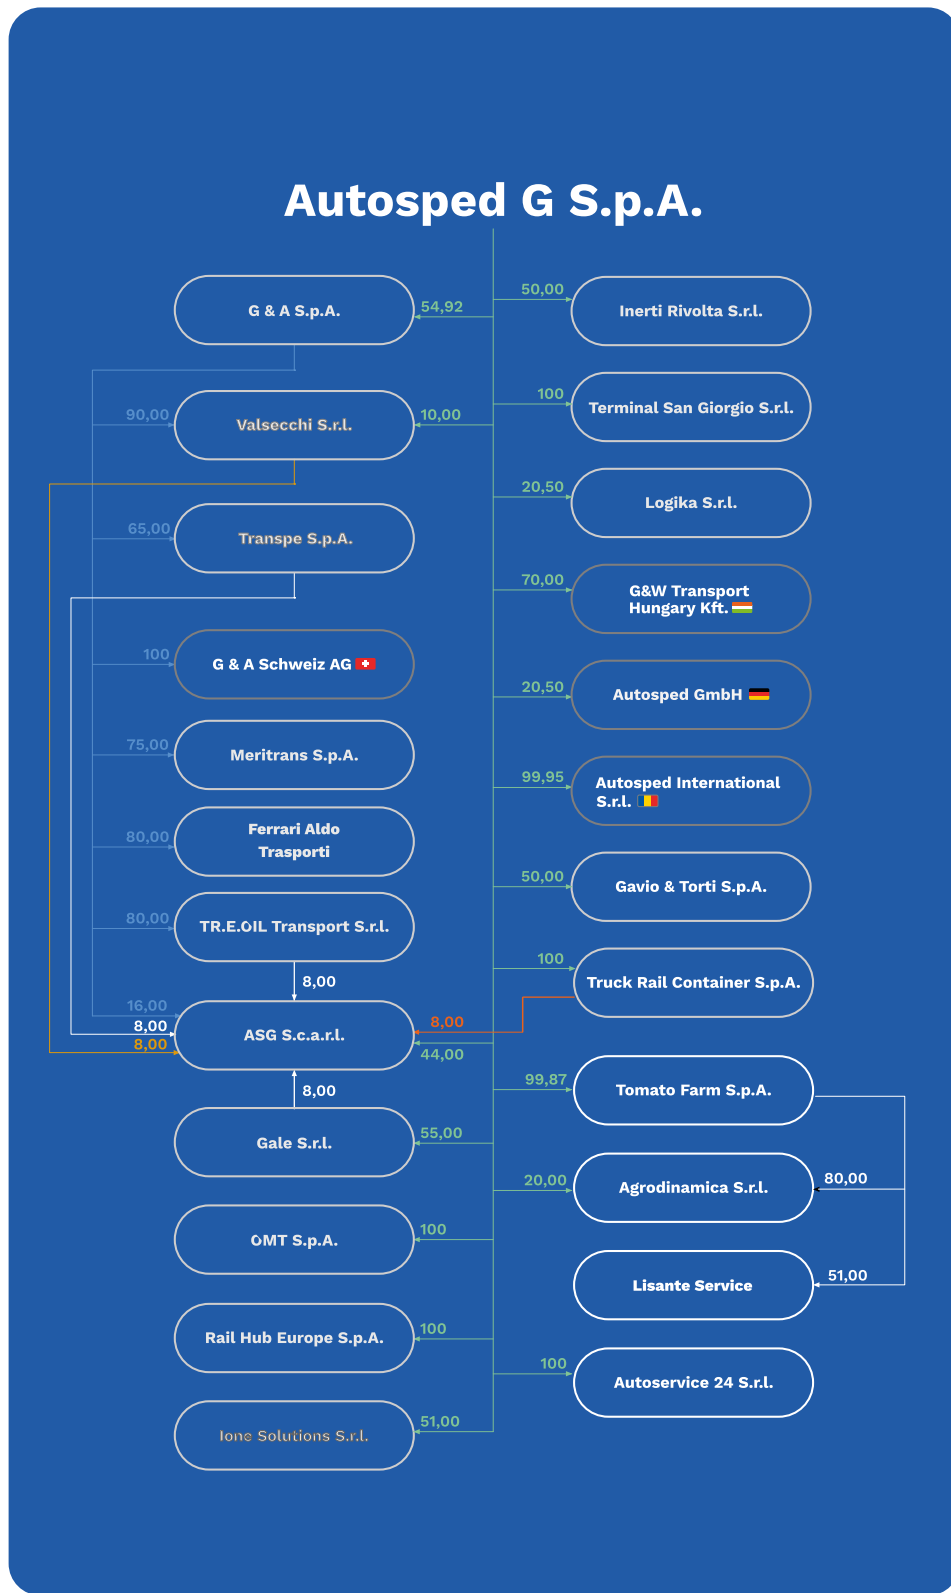 Autosped G S.p.A.
G & A S.p.A.
54,92
50,00
Inerti Rivolta S.r.l.
90,00
Valsecchi S.r.l.
10,00
100
Terminal San Giorgio S.r.l.
20,50
Logika S.r.l.
65,00
Transpe S.p.A.
70,00
G&W Transport
Hungary Kft.
100
G & A Schweiz AG
20,50
Autosped GmbH
75,00
Meritrans S.p.A.
99,95
Autosped International
S.r.l.
80,00
Ferrari Aldo
Trasporti
50,00
Gavio & Torti S.p.A.
80,00
TR.E.OIL Transport S.r.l.
8,00
100
Truck Rail Container S.p.A.
16,00
8,00
8,00
ASG S.c.a.r.l.
8,00
44,00
8,00
99,87
Tomato Farm S.p.A.
Gale S.r.l.
55,00
20,00
Agrodinamica S.r.l.
80,00
OMT S.p.A.
100
Lisante Service
51,00
Rail Hub Europe S.p.A.
100
100
Autoservice 24 S.r.l.
Ione Solutions S.r.l.
51,00